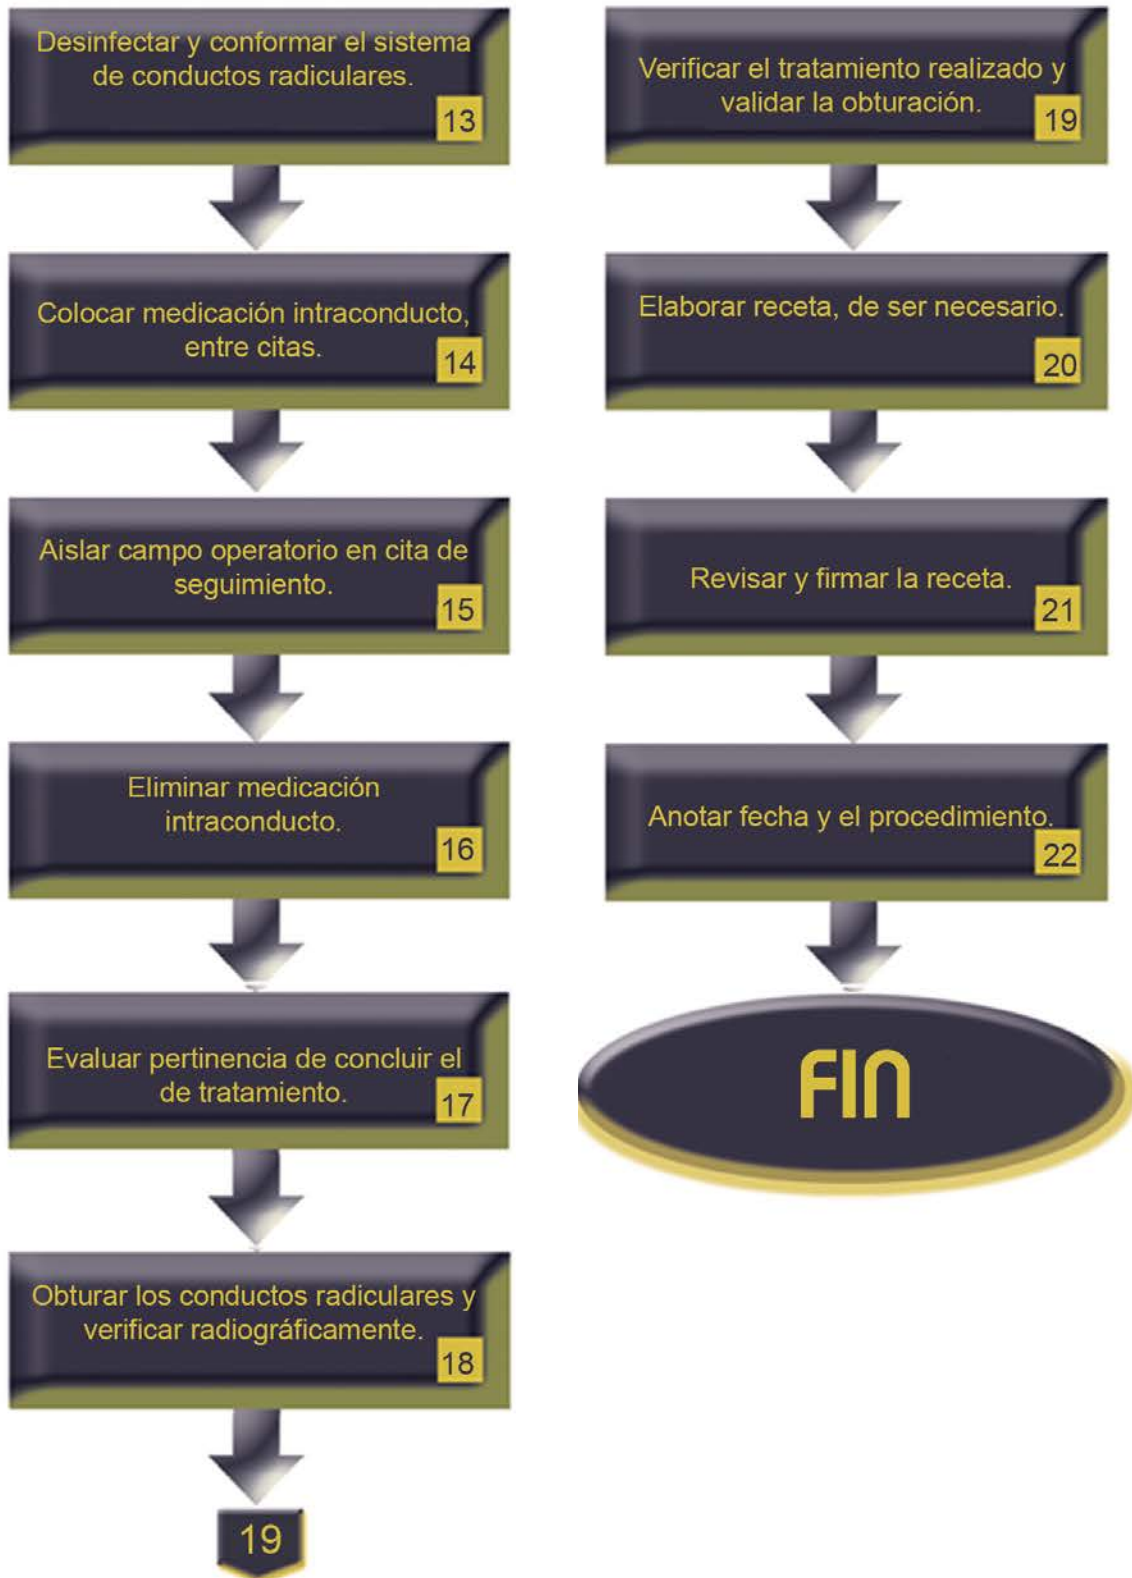 Desinfectar y conformar el sistema
de conductos radiculares.
13
Colocar medicación intraconducto,
entre citas.
14
Aislar campo operatorio en cita de
seguimiento.
15
Eliminar medicación
intraconducto.
16
Evaluar pertinencia de concluir el
de tratamiento.
17
Obturar los conductos radiculares y
verificar radiográficamente.
18
19
Verificar el tratamiento realizado y
validar la obturación.
19
Elaborar receta, de ser necesario.
20
Revisar y firmar la receta.
21
Anotar fecha y el procedimiento.
22
FIN